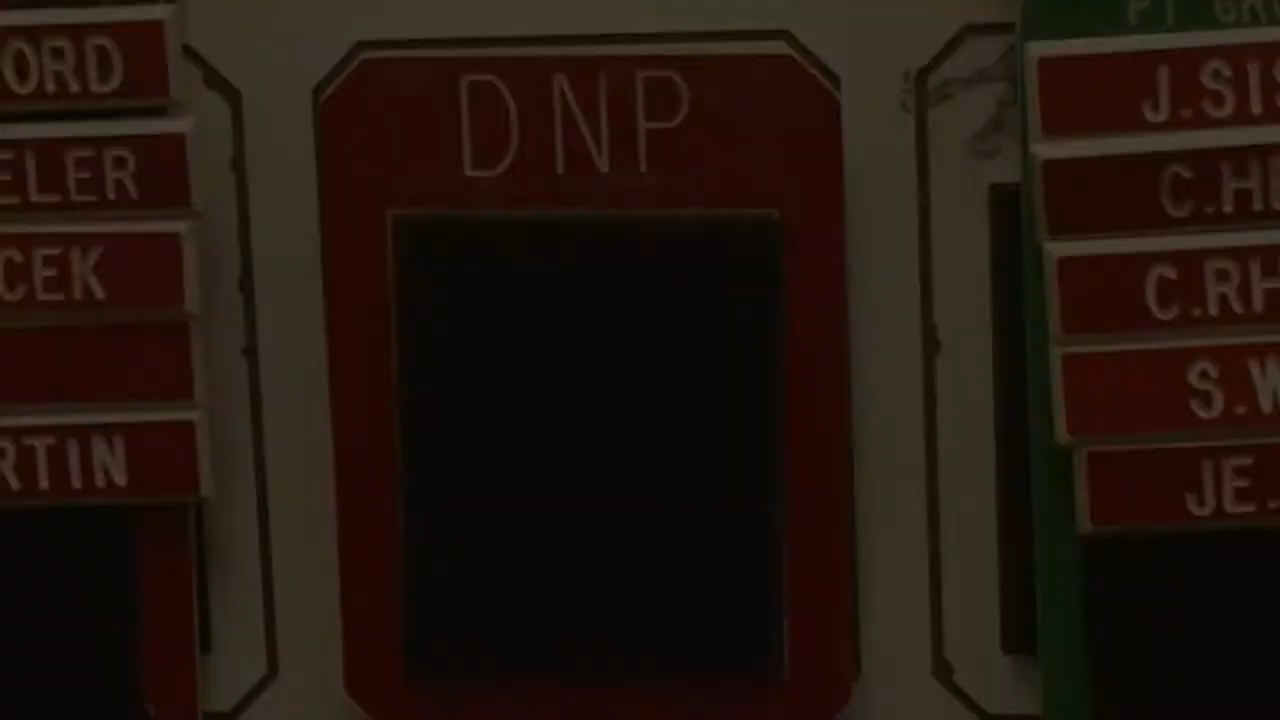 ORD
ELER
CEK
RTIN
DNP
J.SIS
C.H
C.RH
S.W
JE.